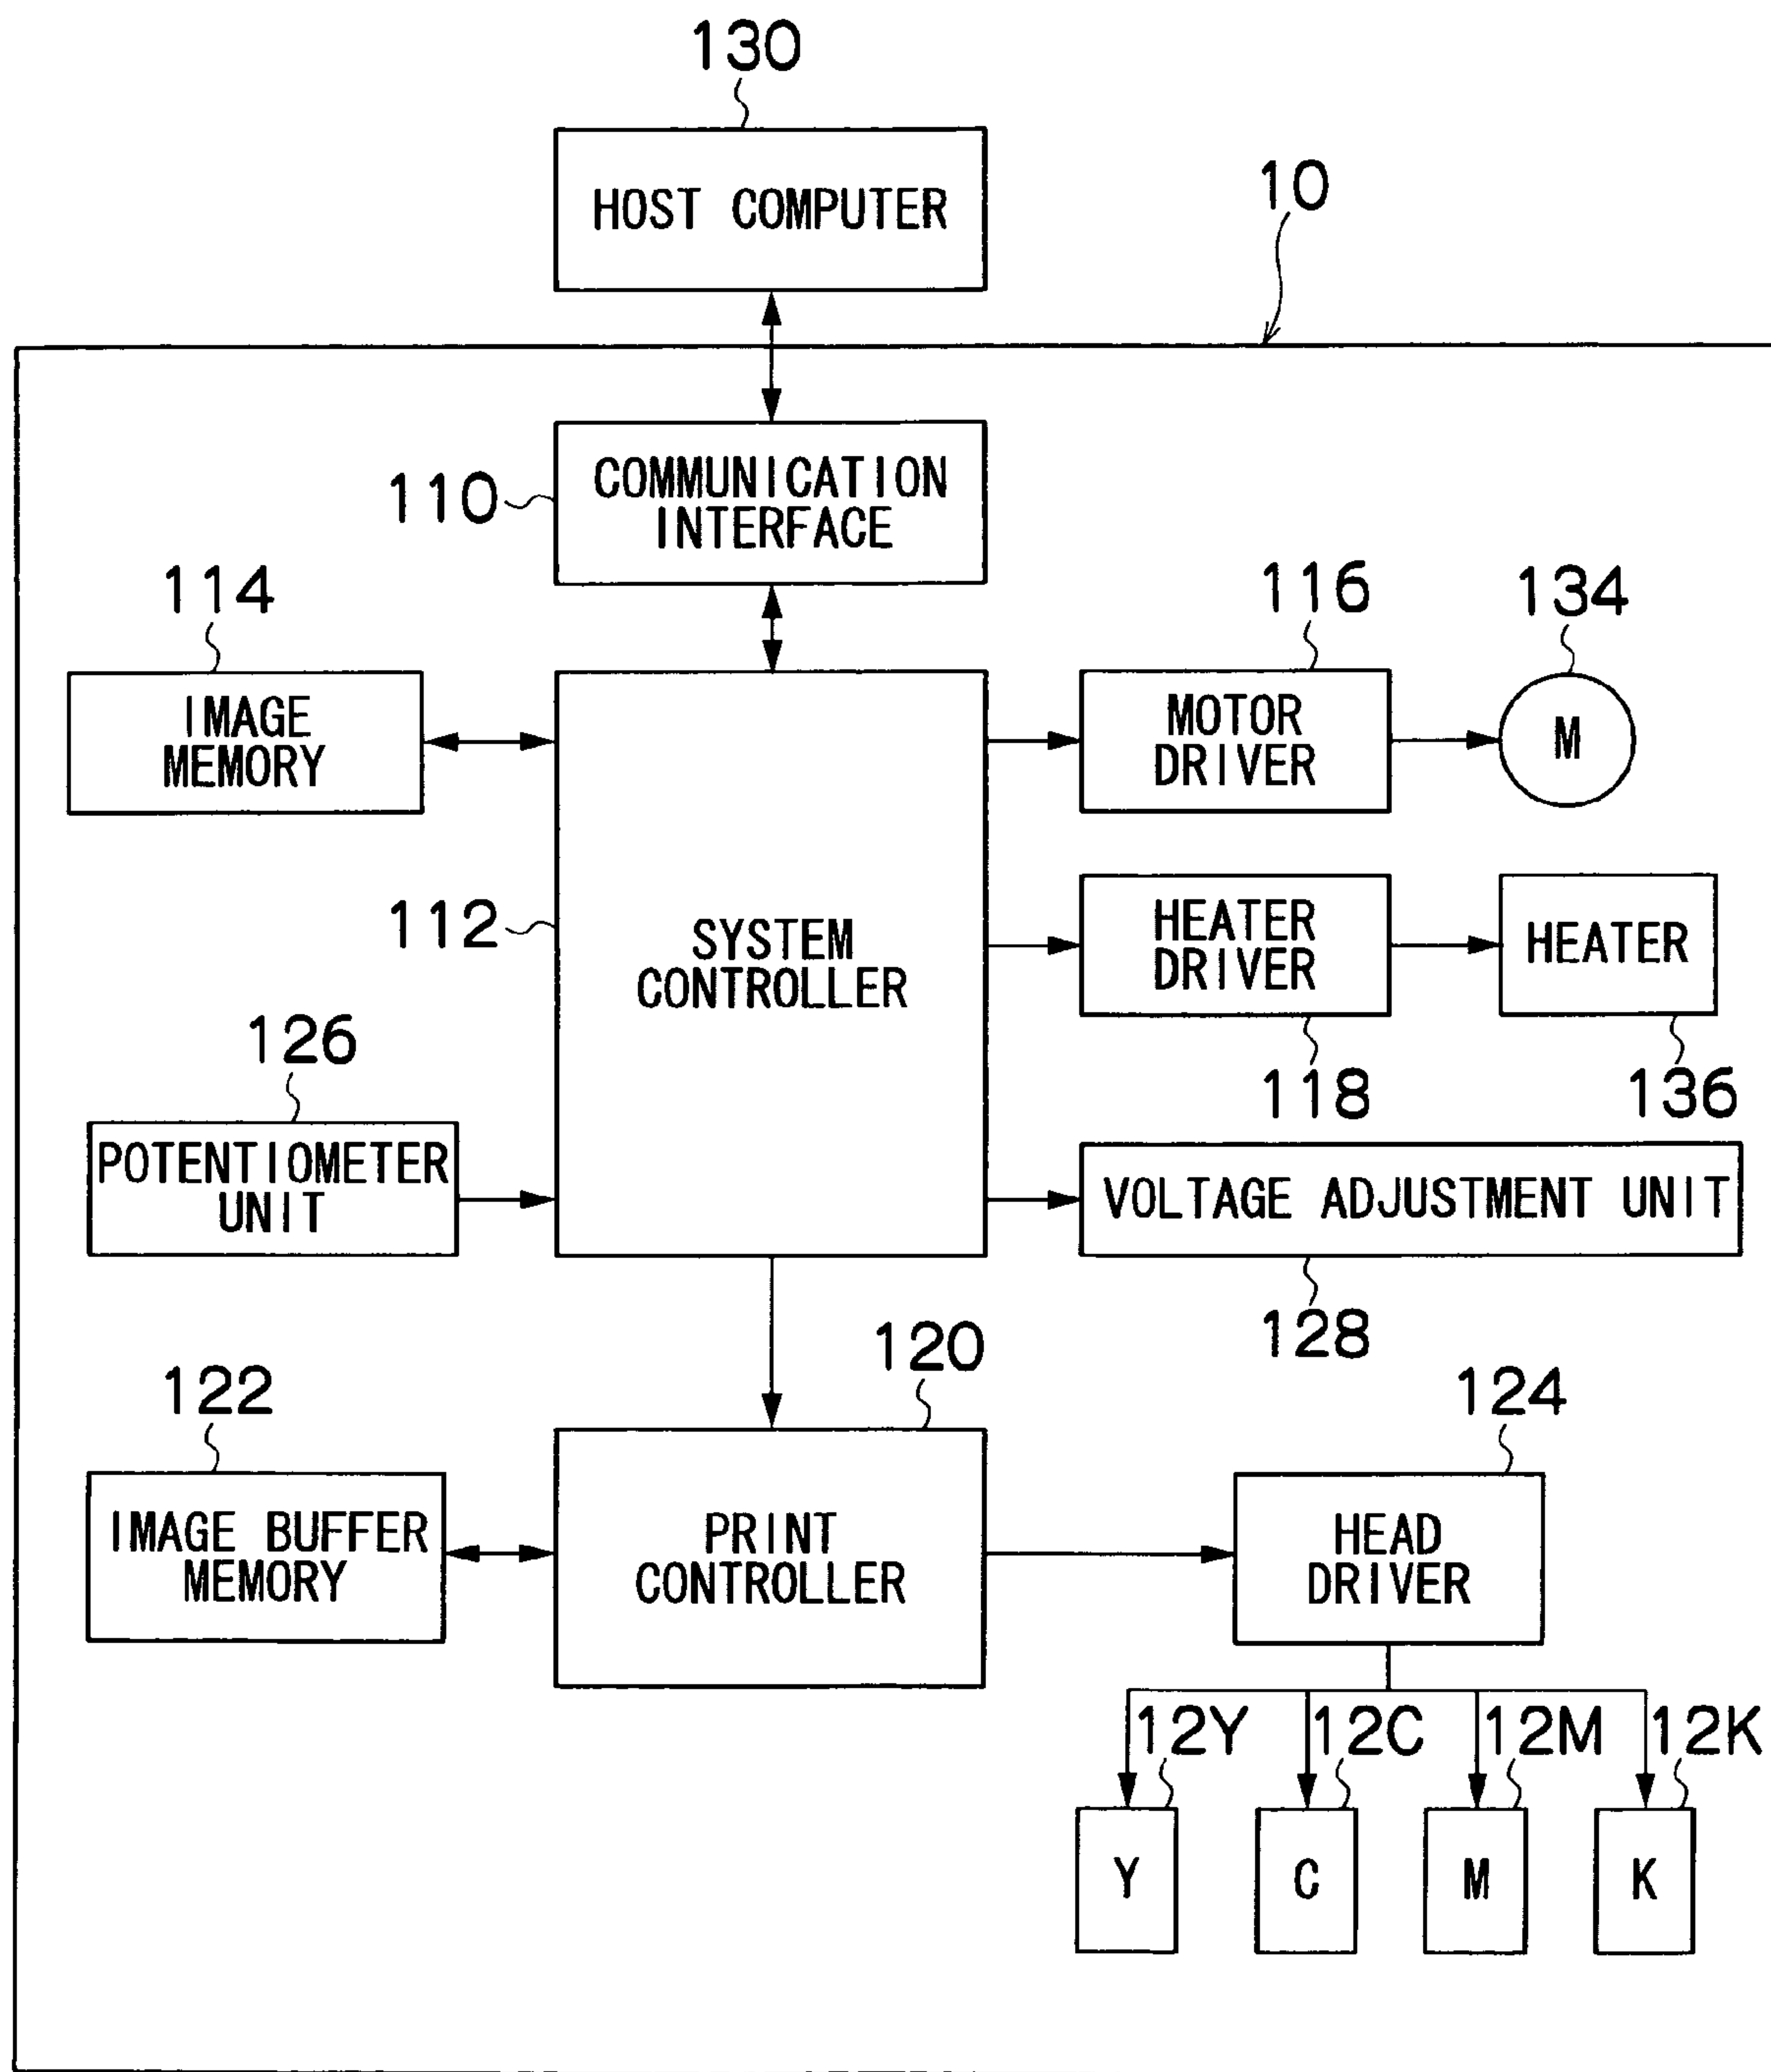 130
HOST COMPUTER
10
110
COMMUNICATION
INTERFACE
114
IMAGE
MEMORY
116
MOTOR
DRIVER
134
M
112
SYSTEM
CONTROLLER
HEATER
DRIVER
118
HEATER
136
126
POTENTIOMETER
UNIT
VOLTAGE ADJUSTMENT UNIT
128
120
PRINT
CONTROLLER
122
IMAGE BUFFER
MEMORY
124
HEAD
DRIVER
12Y
12C
12M
12K
Y
C
M
K